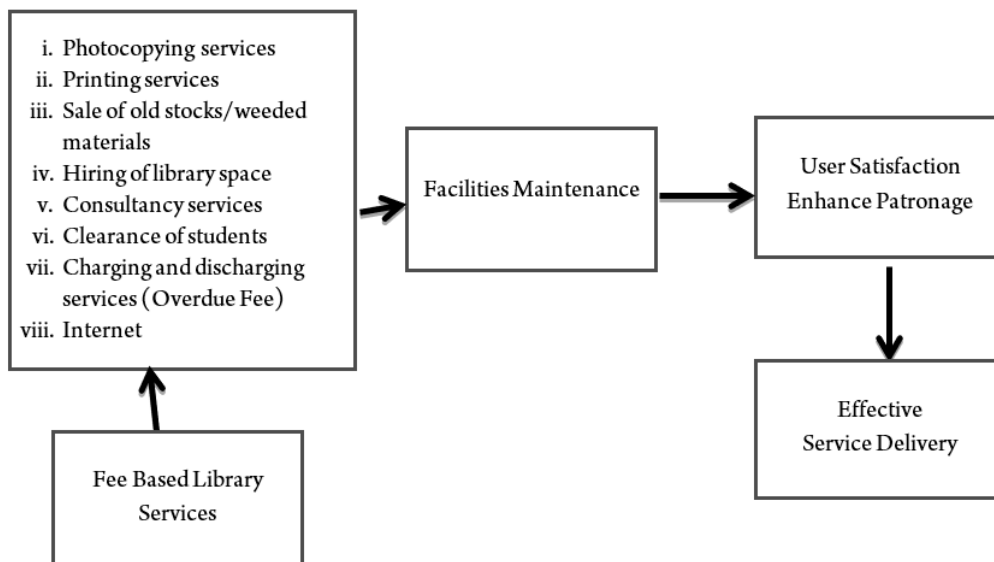 i. Photocopying services
ii. Printing services
iii. Sale of old stocks/weeded
materials
iv. Hiring of library space
v. Consultancy services
vi. Clearance of students
vii. Charging and discharging
services (Overdue Fee)
viii. Internet
Facilities Maintenance
User Satisfaction
Enhance Patronage
Effective
Service Delivery
Fee Based Library
Services